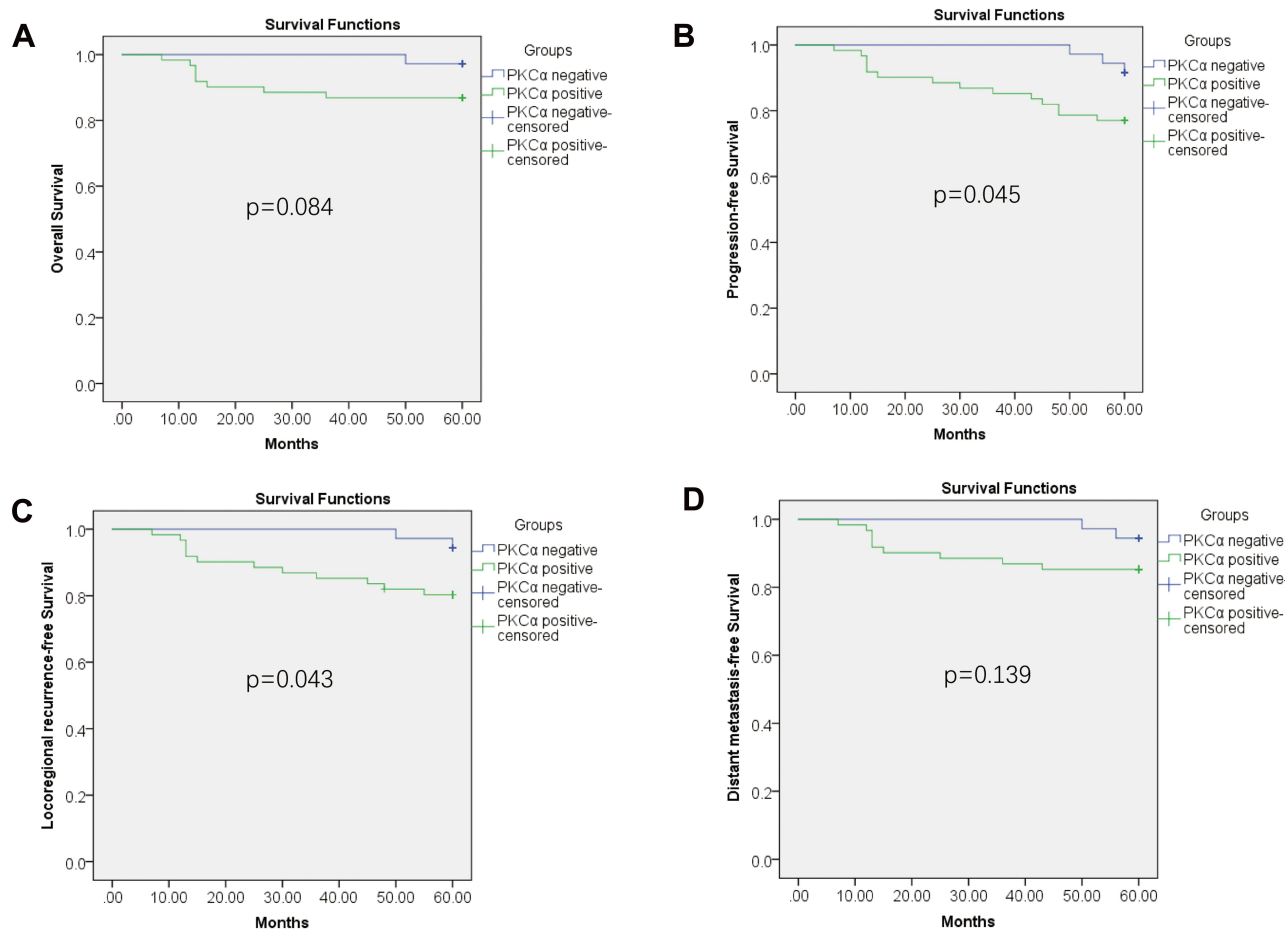 A
Survival Functions
Overall Survival
1.0
0.8
0.6
0.4
0.2
0.0
p=0.084
.00 10.00 20.00 30.00 40.00 50.00 60.00
Months
Groups
PKCα negative
PKCα positive
PKCα negative-
censored
PKCα positive-
censored
B
Survival Functions
Progression-free Survival
1.0
0.8
0.6
0.4
0.2
0.0
p=0.045
.00 10.00 20.00 30.00 40.00 50.00 60.00
Months
Groups
PKCα negative
PKCα positive
PKCα negative-
censored
PKCα positive-
censored
C
Survival Functions
Locoregional recurrence-free Survival
1.0
0.8
0.6
0.4
0.2
0.0
p=0.043
.00 10.00 20.00 30.00 40.00 50.00 60.00
Months
Groups
PKCα negative
PKCα positive
PKCα negative-
censored
PKCα positive-
censored
D
Survival Functions
Distant metastasis-free Survival
1.0
0.8
0.6
0.4
0.2
0.0
p=0.139
.00 10.00 20.00 30.00 40.00 50.00 60.00
Months
Groups
PKCα negative
PKCα positive
PKCα negative-
censored
PKCα positive-
censored